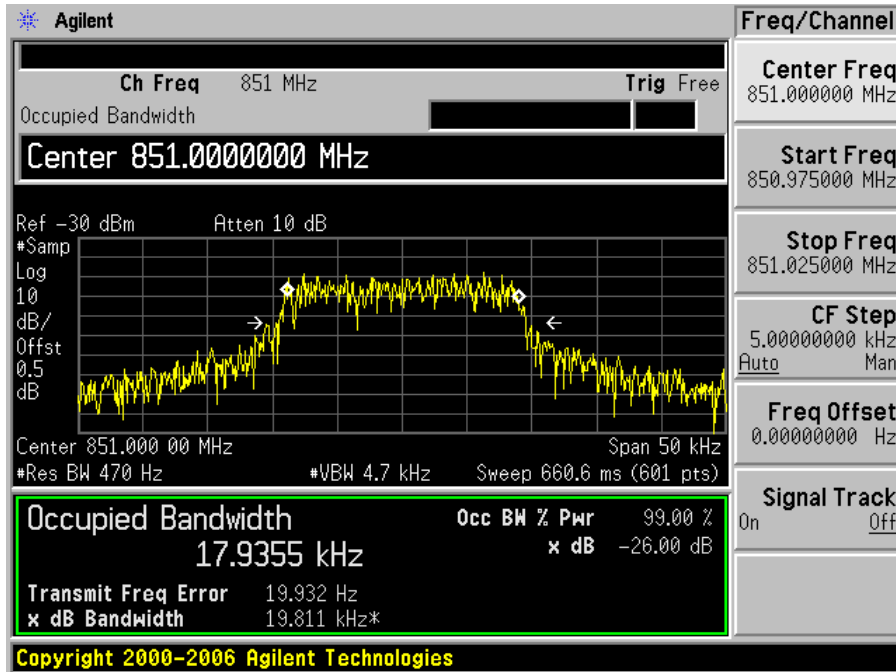 Agilent
Freq/Channel
Ch Freq 851 MHz Trig Free
Occupied Bandwidth
Center 851.0000000 MHz
Ref -30 dBm Atten 10 dB
#Samp
Log
10
dB/
Offst
0.5
dB
Center 851.000 00 MHz Span 50 kHz
#Res BW 470 Hz #VBW 4.7 kHz Sweep 660.6 ms (601 pts)
Occupied Bandwidth Occ BW % Pwr 99.00 %
17.9355 kHz x dB -26.00 dB
Transmit Freq Error 19.932 Hz
x dB Bandwidth 19.811 kHz*
Copyright 2000-2006 Agilent Technologies
Center Freq
851.000000 MHz
Start Freq
850.975000 MHz
Stop Freq
851.025000 MHz
CF Step
5.00000000 kHz
Auto Man
Freq Offset
0.00000000 Hz
Signal Track
On Off